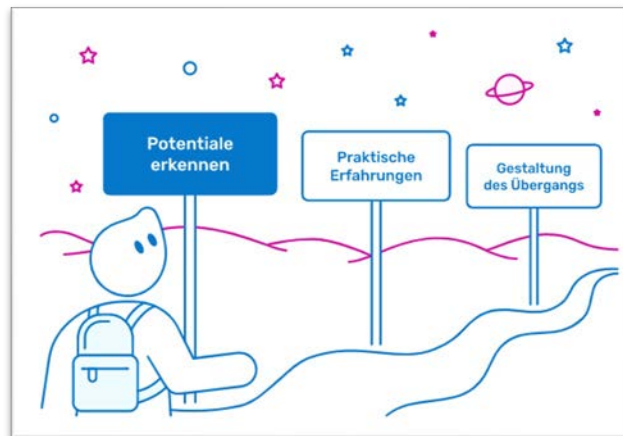 Potentiale
erkennen
Praktische
Erfahrungen
Gestaltung
des Übergangs